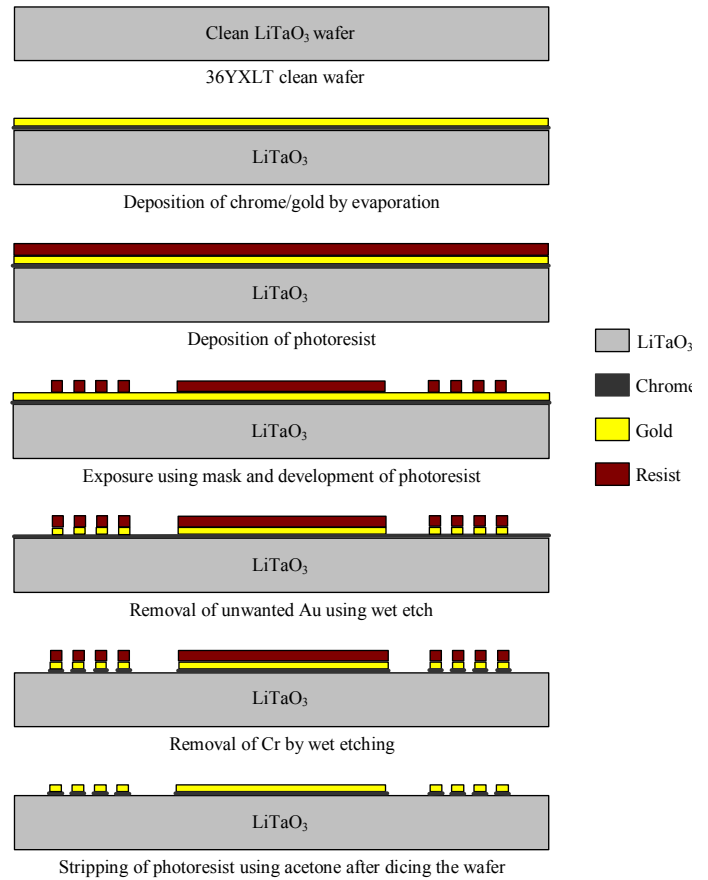 Clean LiTaO₃ wafer
36YXLT clean wafer
LiTaO₃
Deposition of chrome/gold by evaporation
LiTaO₃
Deposition of photoresist
LiTaO₃
Exposure using mask and development of photoresist
LiTaO₃
Removal of unwanted Au using wet etch
LiTaO₃
Removal of Cr by wet etching
LiTaO₃
Stripping of photoresist using acetone after dicing the wafer
LiTaO₃
Chrome
Gold
Resist